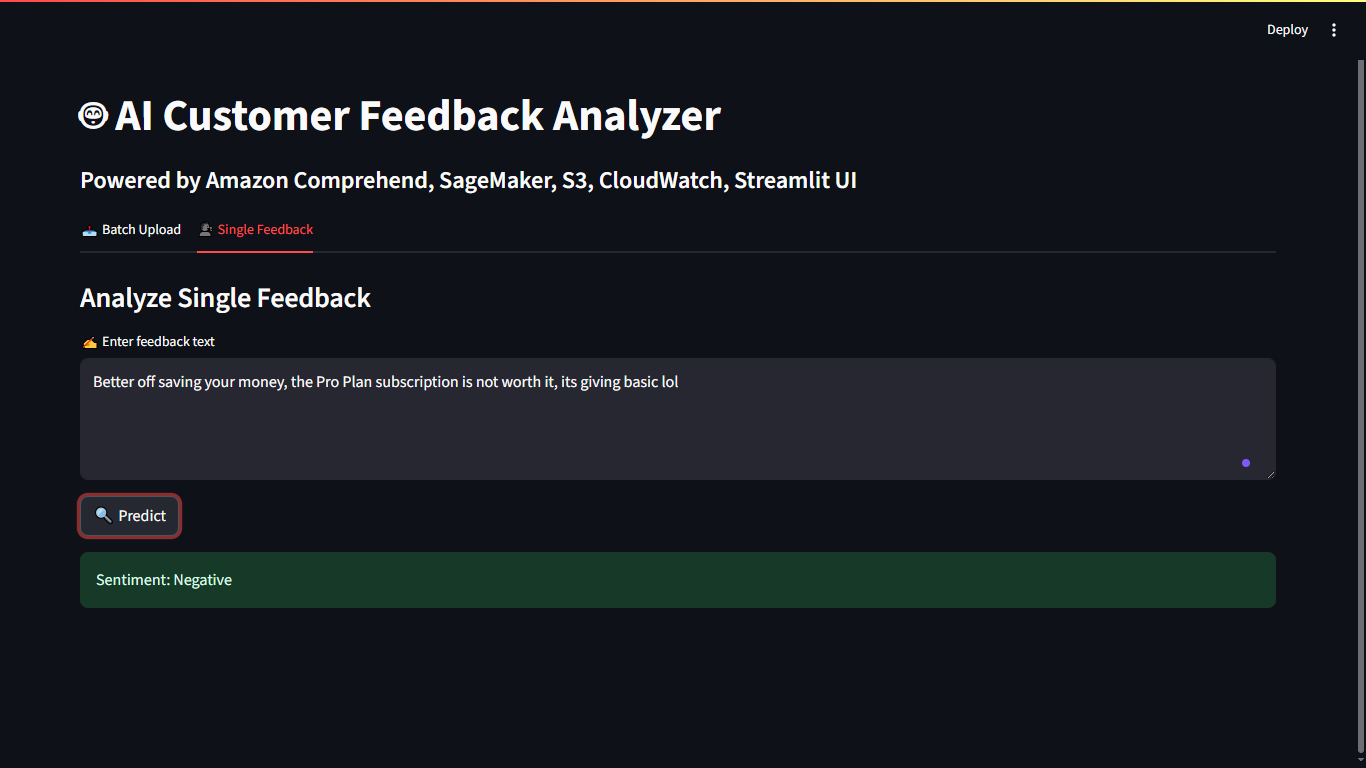 Deploy
AI Customer Feedback Analyzer
Powered by Amazon Comprehend, SageMaker, S3, CloudWatch, Streamlit UI
Batch Upload Single Feedback
Analyze Single Feedback
Enter feedback text
Better off saving your money, the Pro Plan subscription is not worth it, its giving basic lol
Predict
Sentiment: Negative